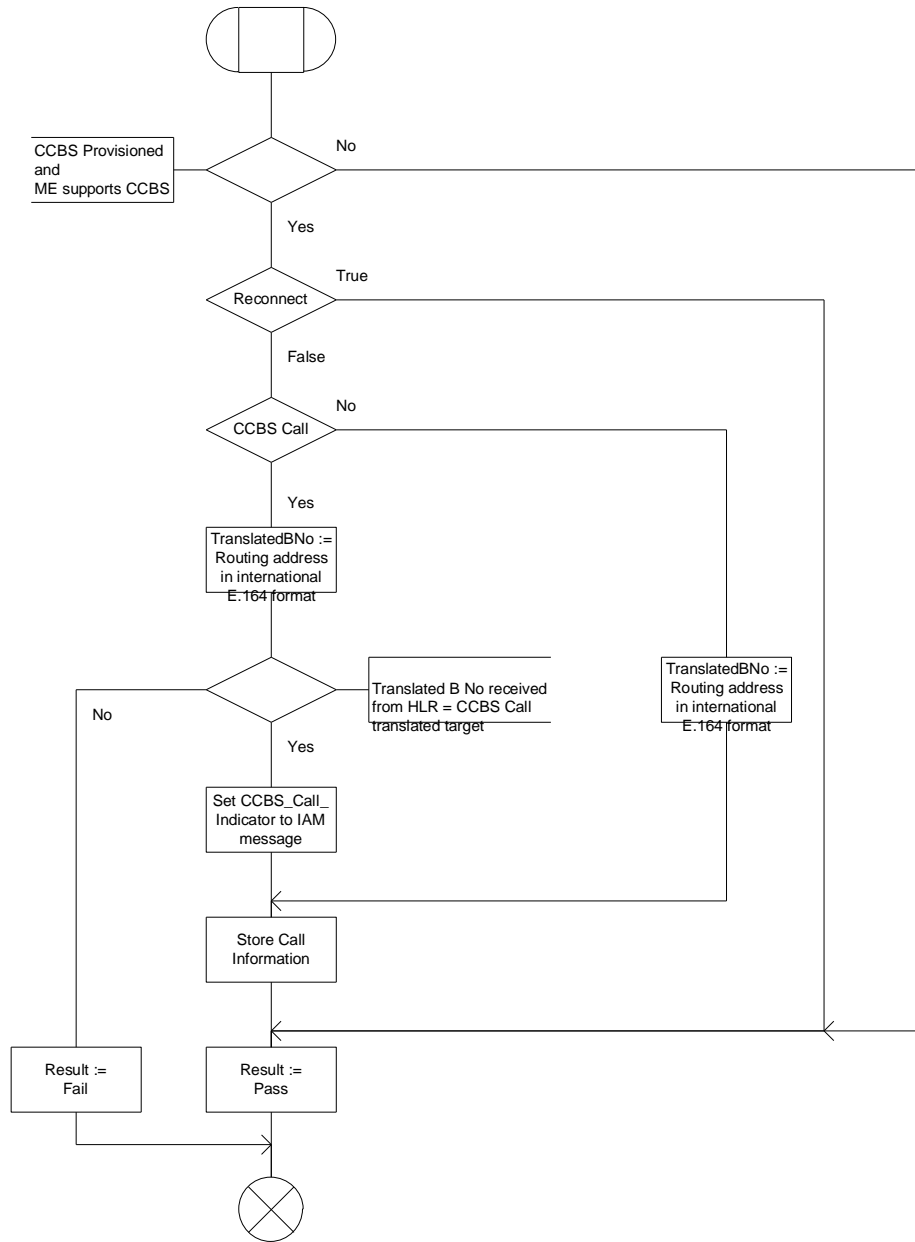 CCBS Provisioned
and
ME supports CCBS
No
Yes
Reconnect
True
False
CCBS Call
No
Yes
TranslatedBNo :=
Routing address
in international
E.164 format
Translated B No received
from HLR = CCBS Call
translated target
TranslatedBNo :=
Routing address
in international
E.164 format
No
Yes
Set CCBS_Call_
Indicator to IAM
message
Store Call
Information
Result :=
Fail
Result :=
Pass